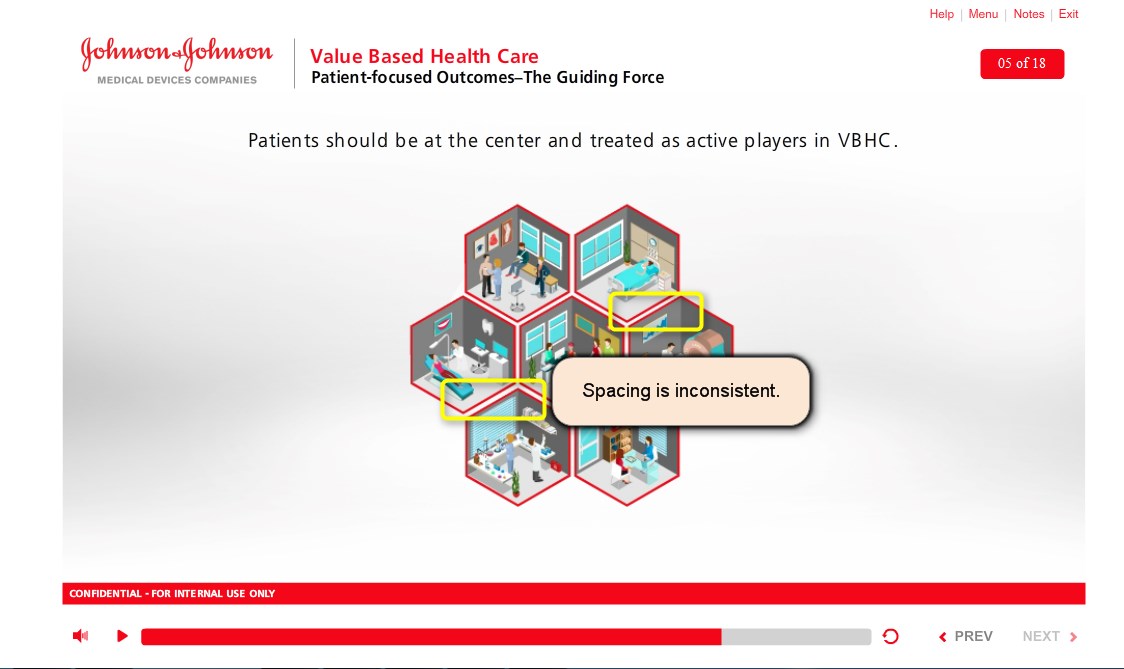 Help | Menu | Notes | Exit
Johnson & Johnson
MEDICAL DEVICES COMPANIES
Value Based Health Care
Patient-focused Outcomes–The Guiding Force
05 of 18
Patients should be at the center and treated as active players in VBHC.
Spacing is inconsistent.
CONFIDENTIAL - FOR INTERNAL USE ONLY
PREV
NEXT